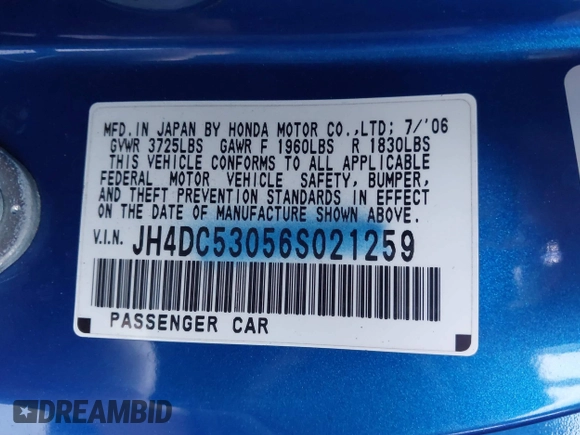 MFD. IN JAPAN BY HONDA MOTOR CO.,LTD; 7/'06
GVWR 3725LBS GAWR F 1960LBS R 1830LBS
THIS VEHICLE CONFORMS TO ALL APPLICABLE
FEDERAL MOTOR VEHICLE SAFETY, BUMPER,
AND THEFT PREVENTION STANDARDS IN EFFECT
ON THE DATE OF MANUFACTURE SHOWN ABOVE.
V.I.N. JH4DC53056S021259
PASSENGER CAR
DREAMBID